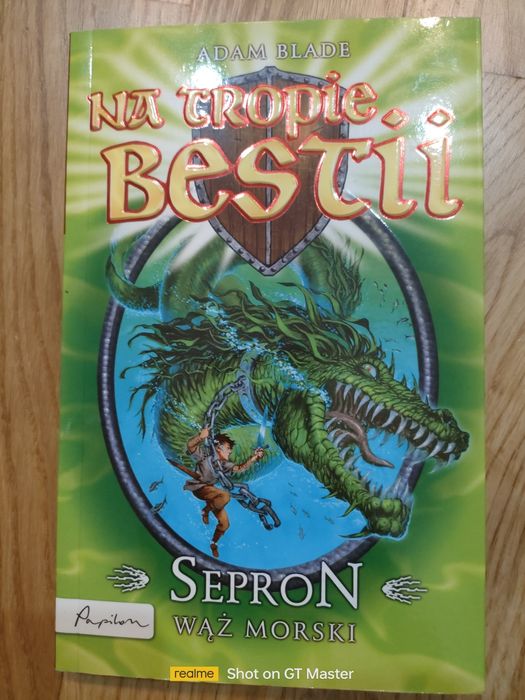 ADAM BLADE
NA TROPIE
BESTII
SEPRON
WĄŻ MORSKI
Papilon
realme Shot on GT Master